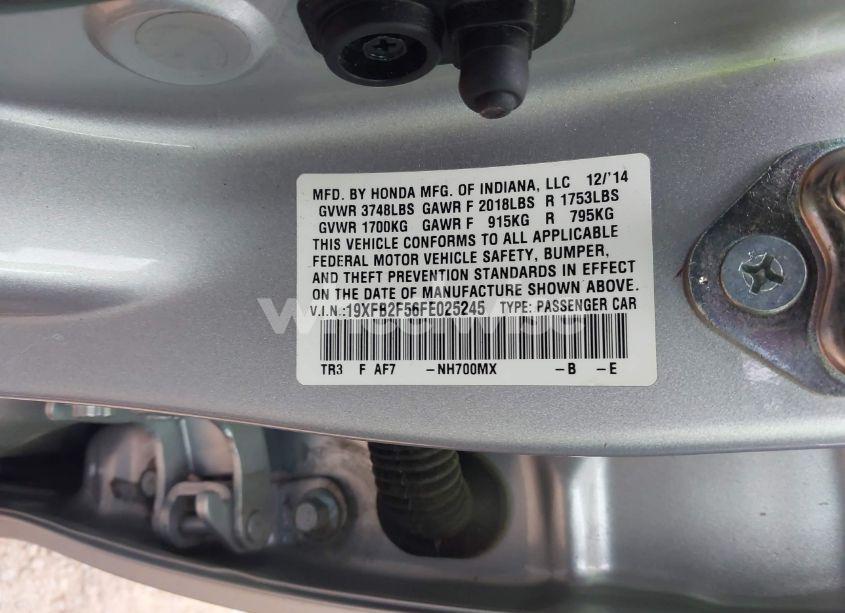 MFD. BY HONDA MFG. OF INDIANA, LLC 12/'14
GVWR 3748LBS GAWR F 2018LBS R 1753LBS
GVWR 1700KG GAWR F 915KG R 795KG
THIS VEHICLE CONFORMS TO ALL APPLICABLE
FEDERAL MOTOR VEHICLE SAFETY, BUMPER,
AND THEFT PREVENTION STANDARDS IN EFFECT
ON THE DATE OF MANUFACTURE SHOWN ABOVE.
V.I.N.:19XFB2F56FE025245 TYPE: PASSENGER CAR
TR3 F AF7 -NH700MX -B -E